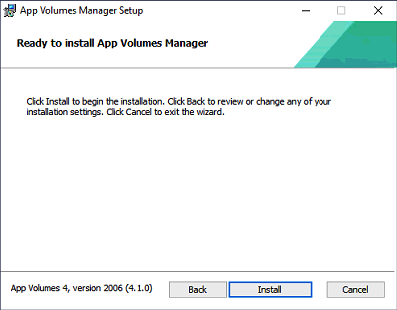 App Volumes Manager Setup
Ready to install App Volumes Manager
Click Install to begin the installation. Click Back to review or change any of your
installation settings. Click Cancel to exit the wizard.
App Volumes 4, version 2006 (4.1.0)
Back
Install
Cancel